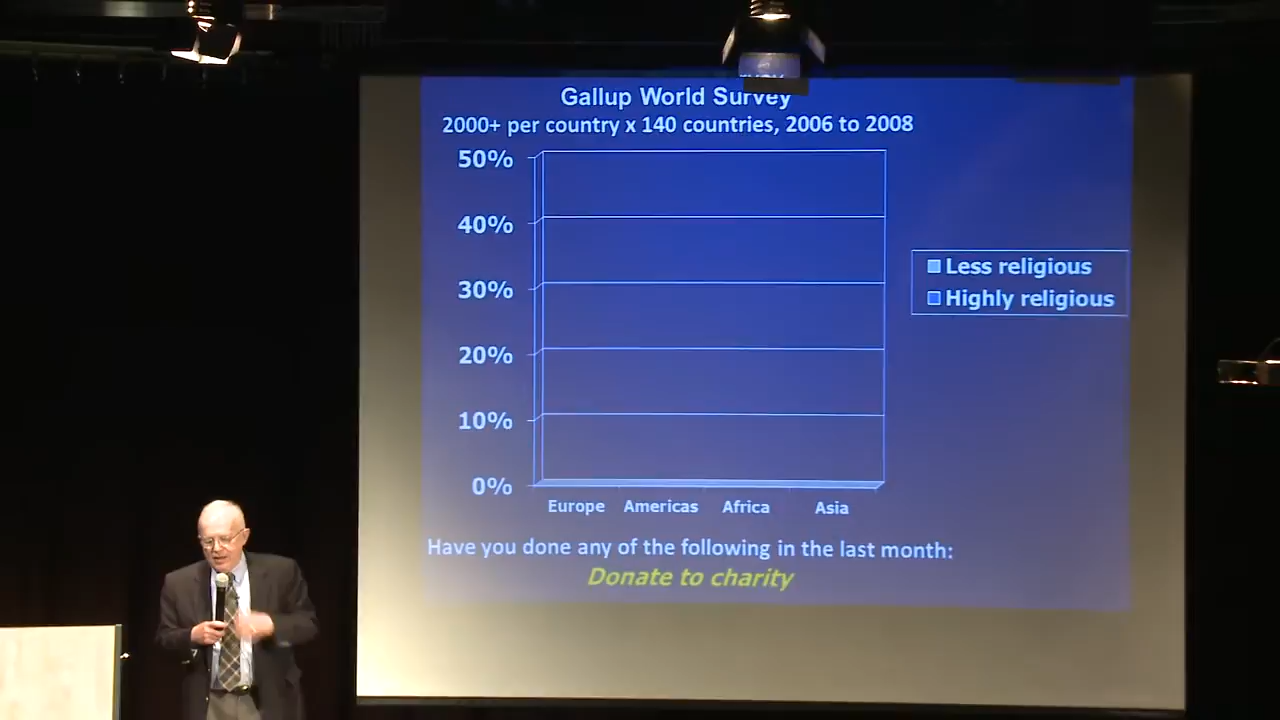 Gallup World Survey
2000+ per country x 140 countries, 2006 to 2008
50%
40%
30%
20%
10%
0%
Europe Americas Africa Asia
Less religious
Highly religious
Have you done any of the following in the last month:
Donate to charity